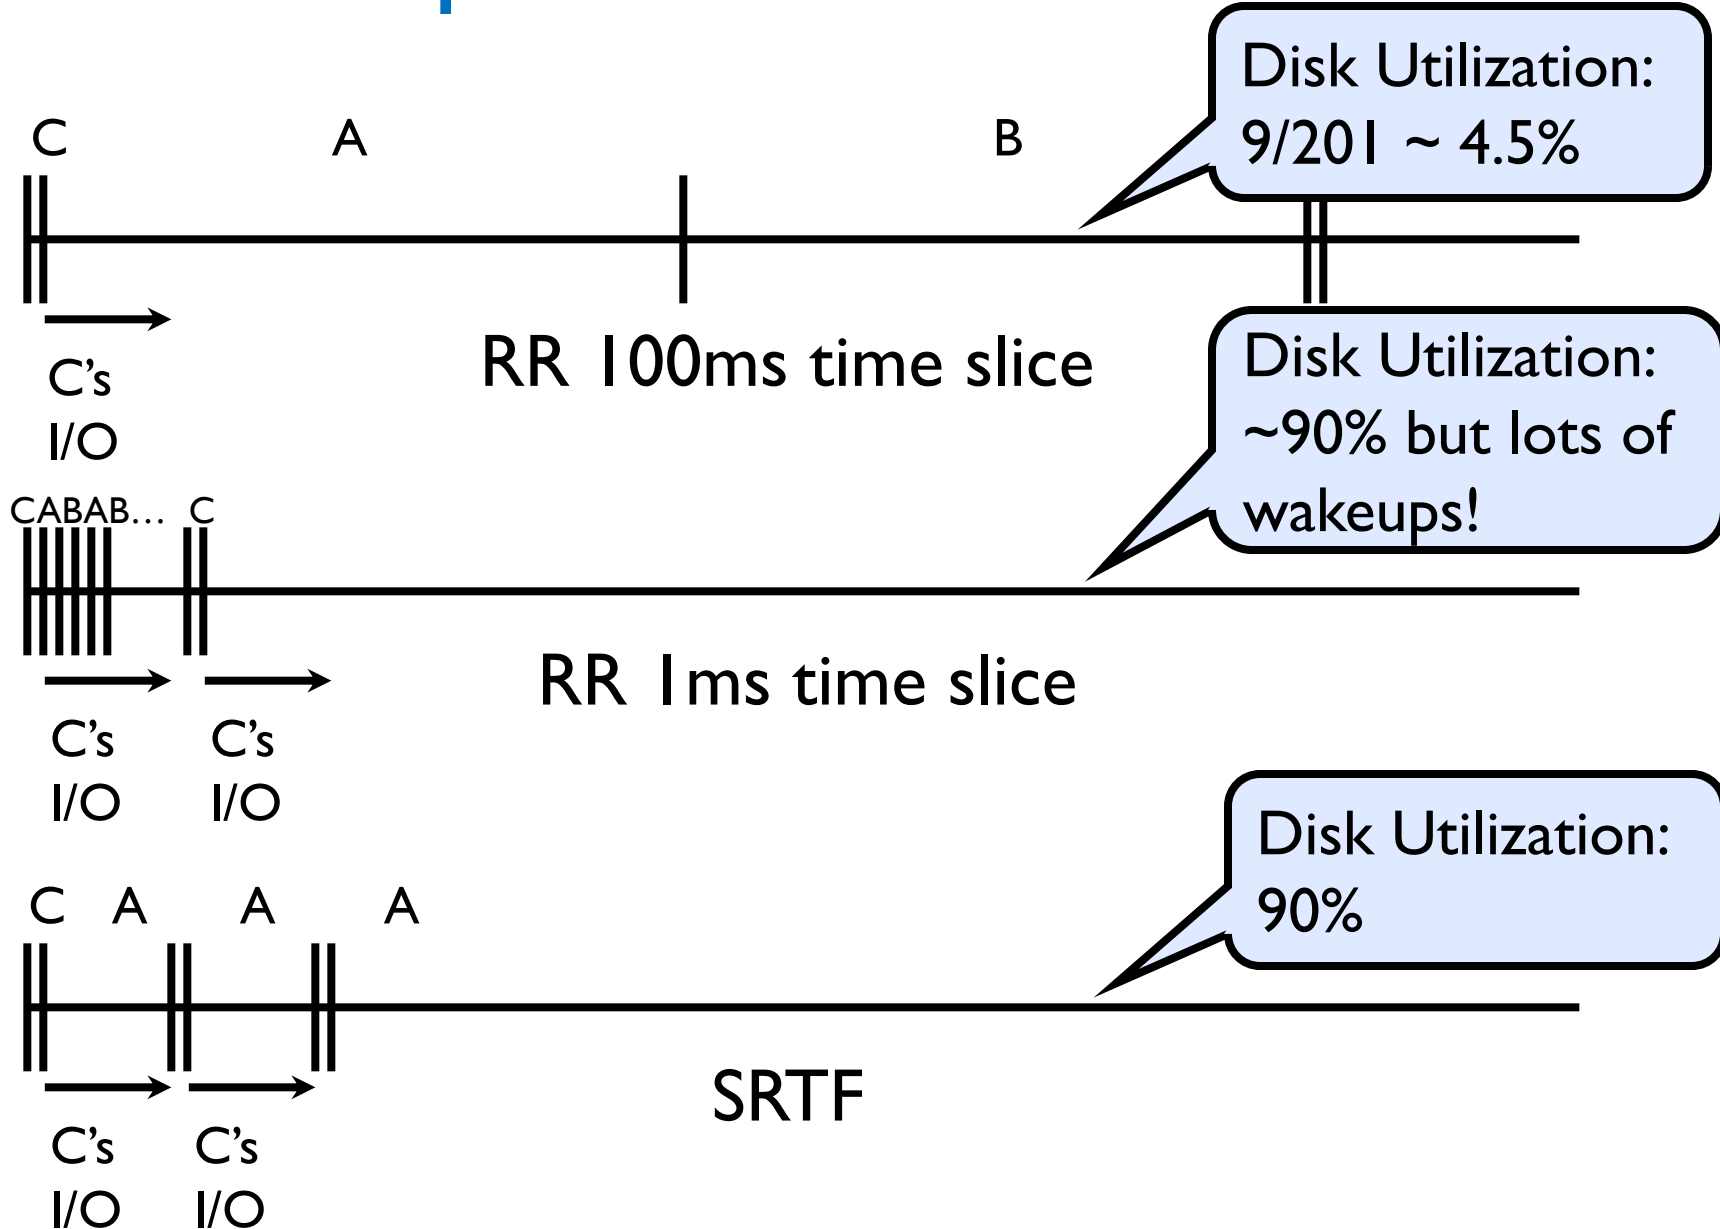 Disk Utilization:
9/201 ~ 4.5%
C A B
C's
I/O
RR 100ms time slice
Disk Utilization:
~90% but lots of
wakeups!
CABAB… C
C's C's
I/O I/O
RR 1ms time slice
Disk Utilization:
90%
C A A A
C's C's
I/O I/O
SRTF